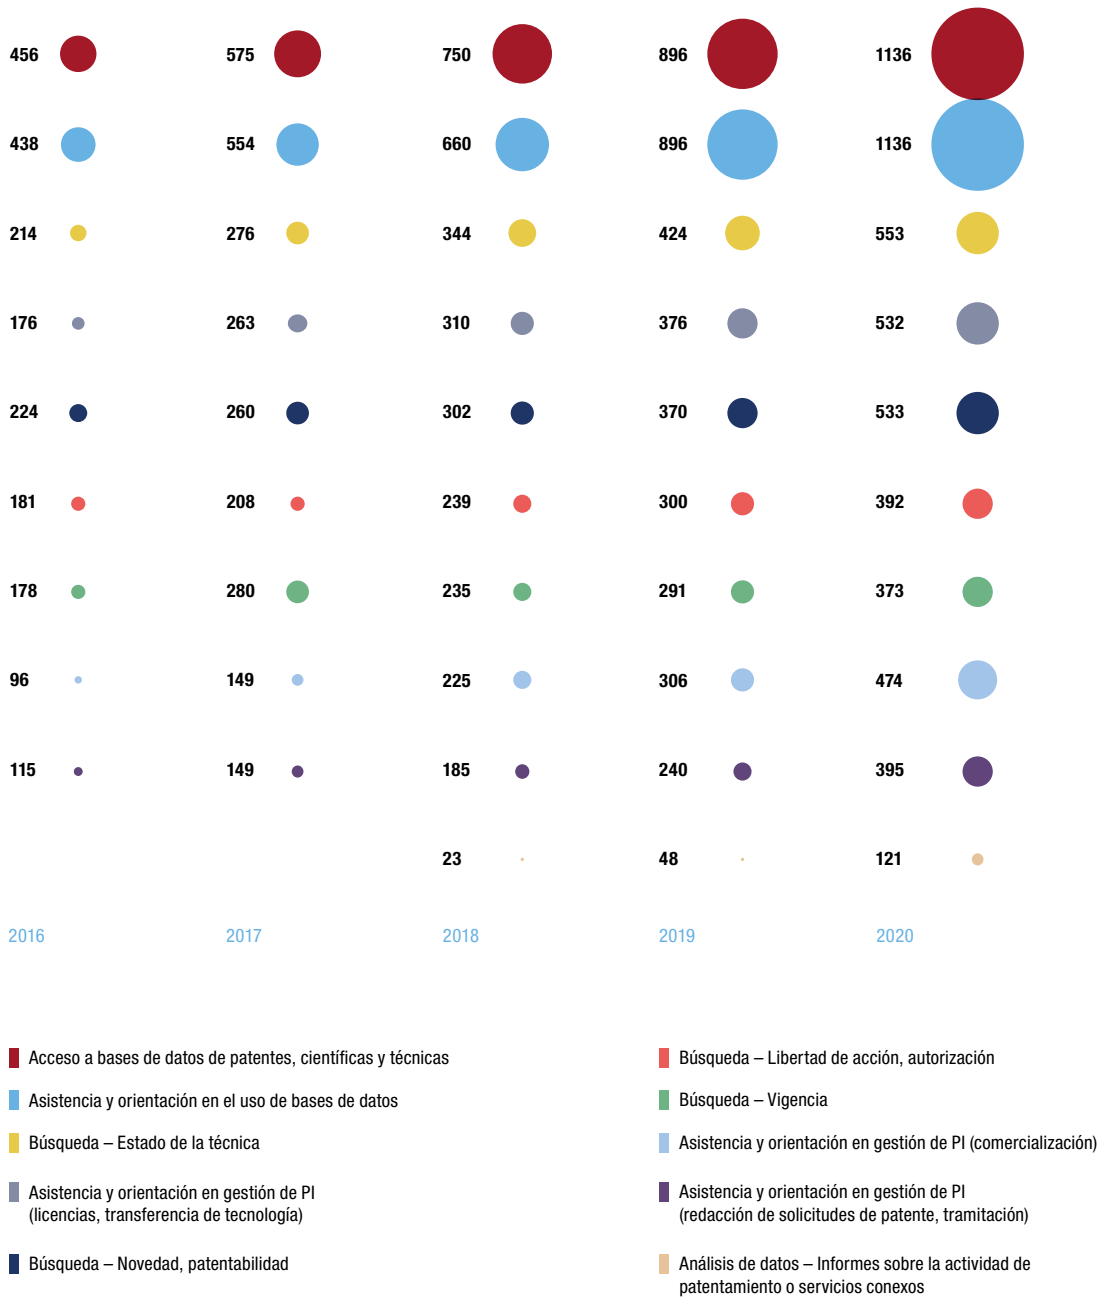 456 575 750 896 1136
438 554 660 896 1136
214 276 344 424 553
176 263 310 376 532
224 260 302 370 533
181 208 239 300 392
178 280 235 291 373
96 149 225 306 474
115 149 185 240 395
23 48 121
2016 2017 2018 2019 2020
Acceso a bases de datos de patentes, científicas y técnicas
Asistencia y orientación en el uso de bases de datos
Búsqueda – Estado de la técnica
Asistencia y orientación en gestión de PI
(licencias, transferencia de tecnología)
Búsqueda – Novedad, patentabilidad
Búsqueda – Libertad de acción, autorización
Búsqueda – Vigencia
Asistencia y orientación en gestión de PI (comercialización)
Asistencia y orientación en gestión de PI
(redacción de solicitudes de patente, tramitación)
Análisis de datos – Informes sobre la actividad de
patentamiento o servicios conexos